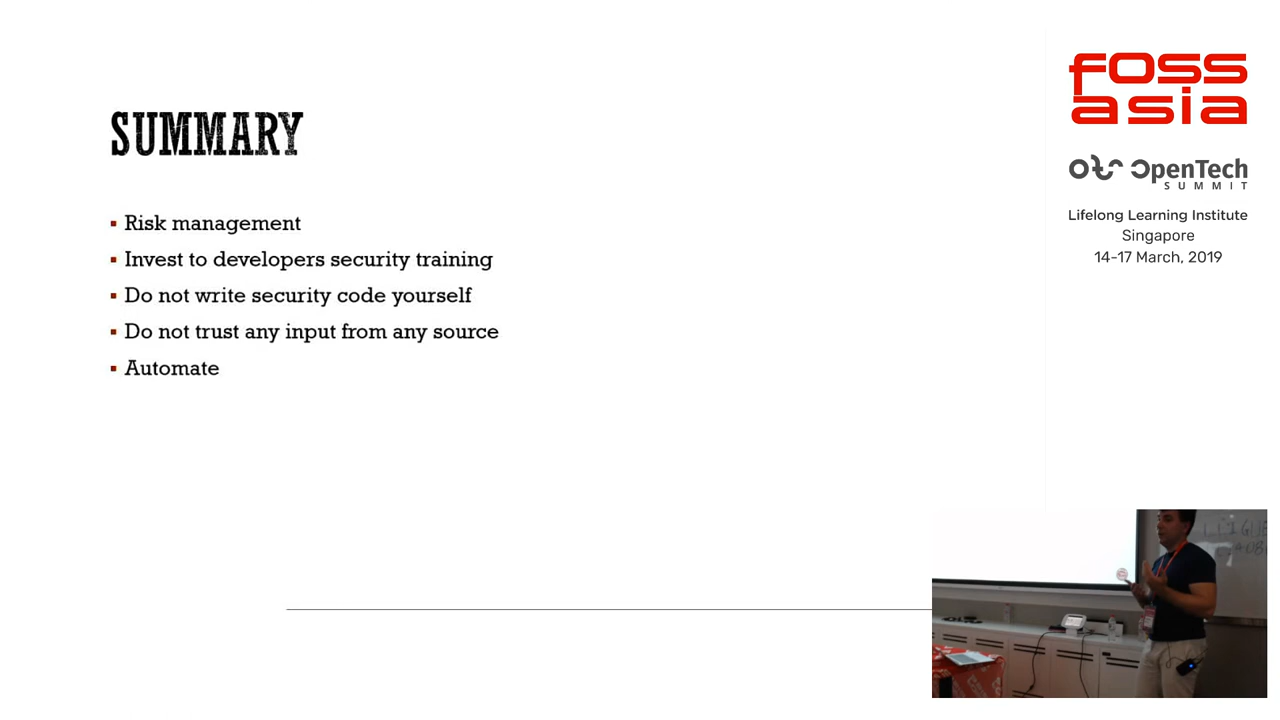 SUMMARY
Risk management
Invest to developers security training
Do not write security code yourself
Do not trust any input from any source
Automate
FOSS
asia
OpenTech
SUMMIT
Lifelong Learning Institute
Singapore
14-17 March, 2019